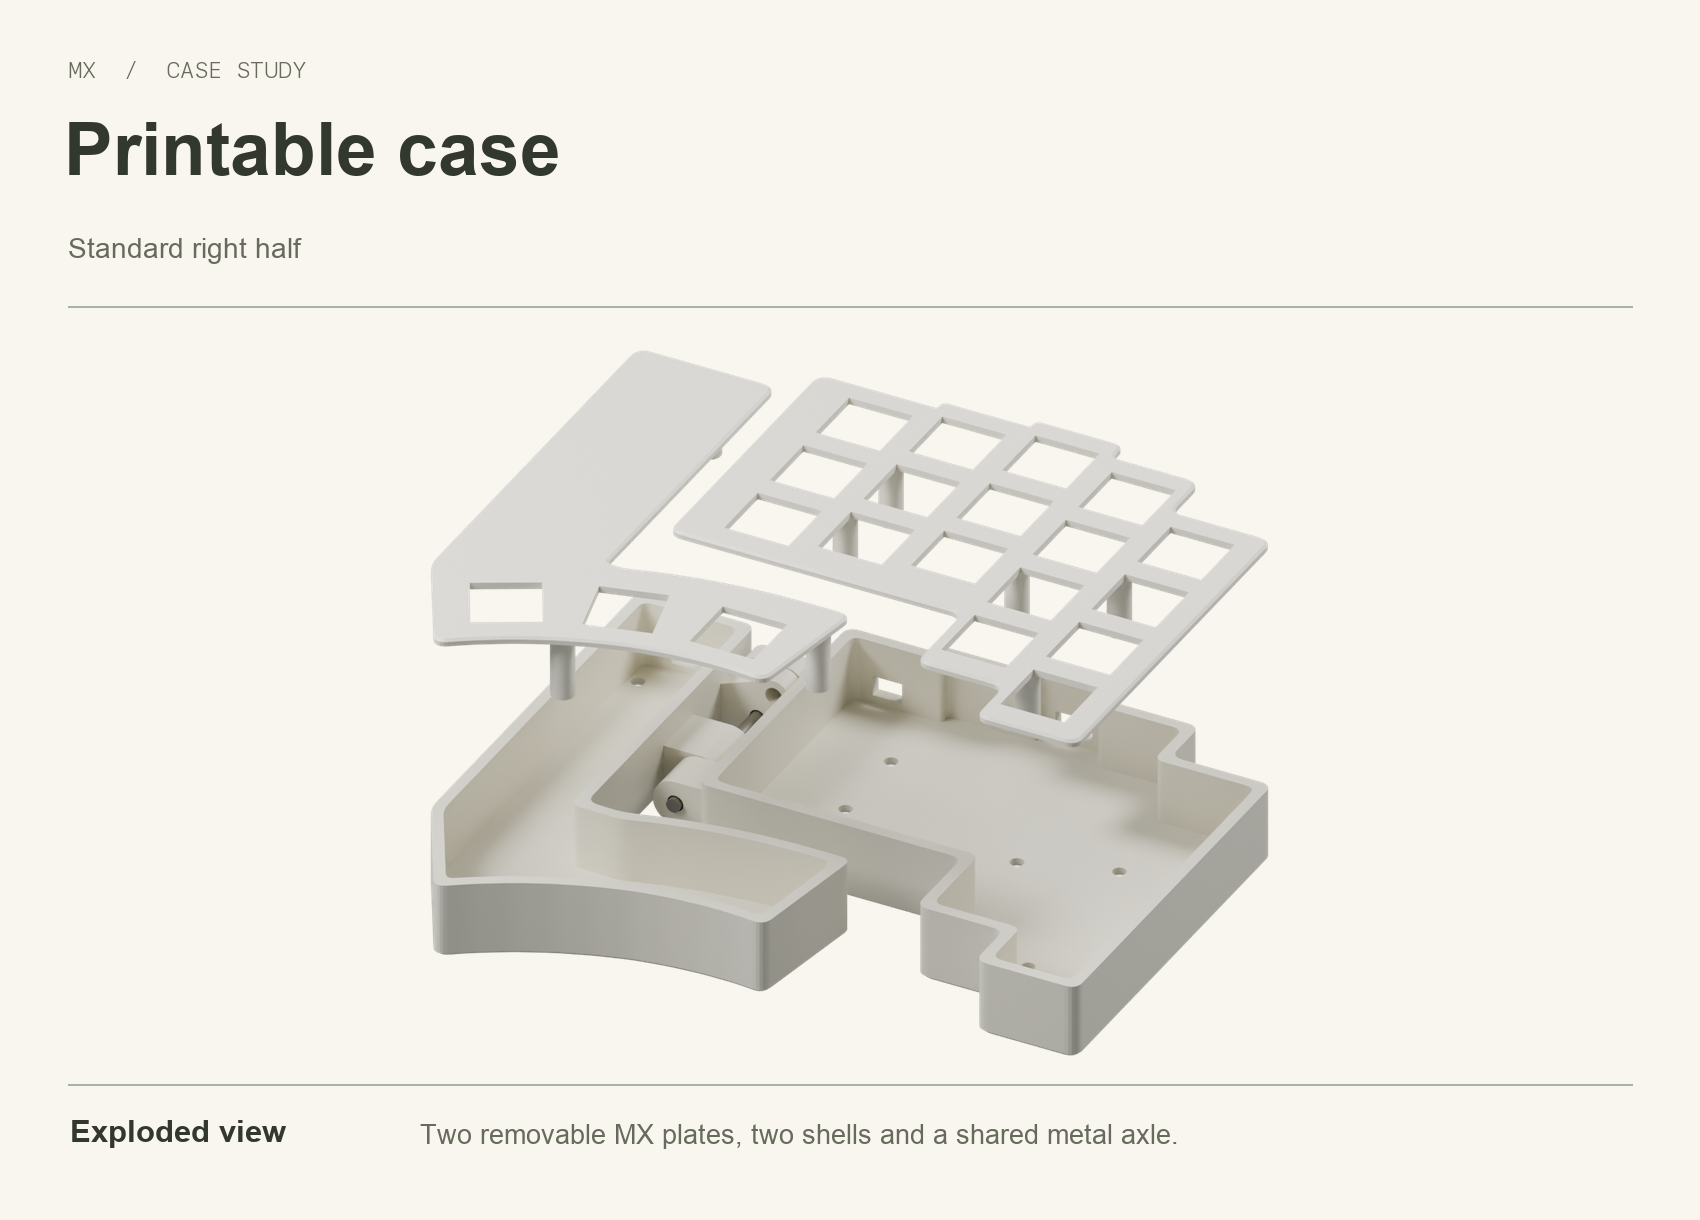 MX / CASE STUDY
Printable case
Standard right half
Exploded view
Two removable MX plates, two shells and a shared metal axle.